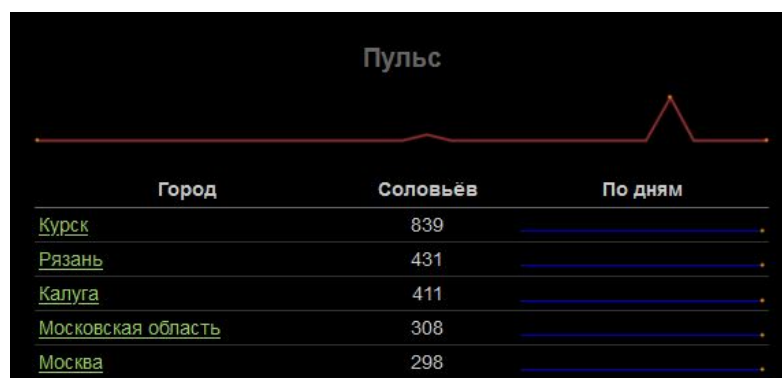 Пульс
Город Соловьёв По дням
Курск 839
Рязань 431
Калуга 411
Московская область 308
Москва 298